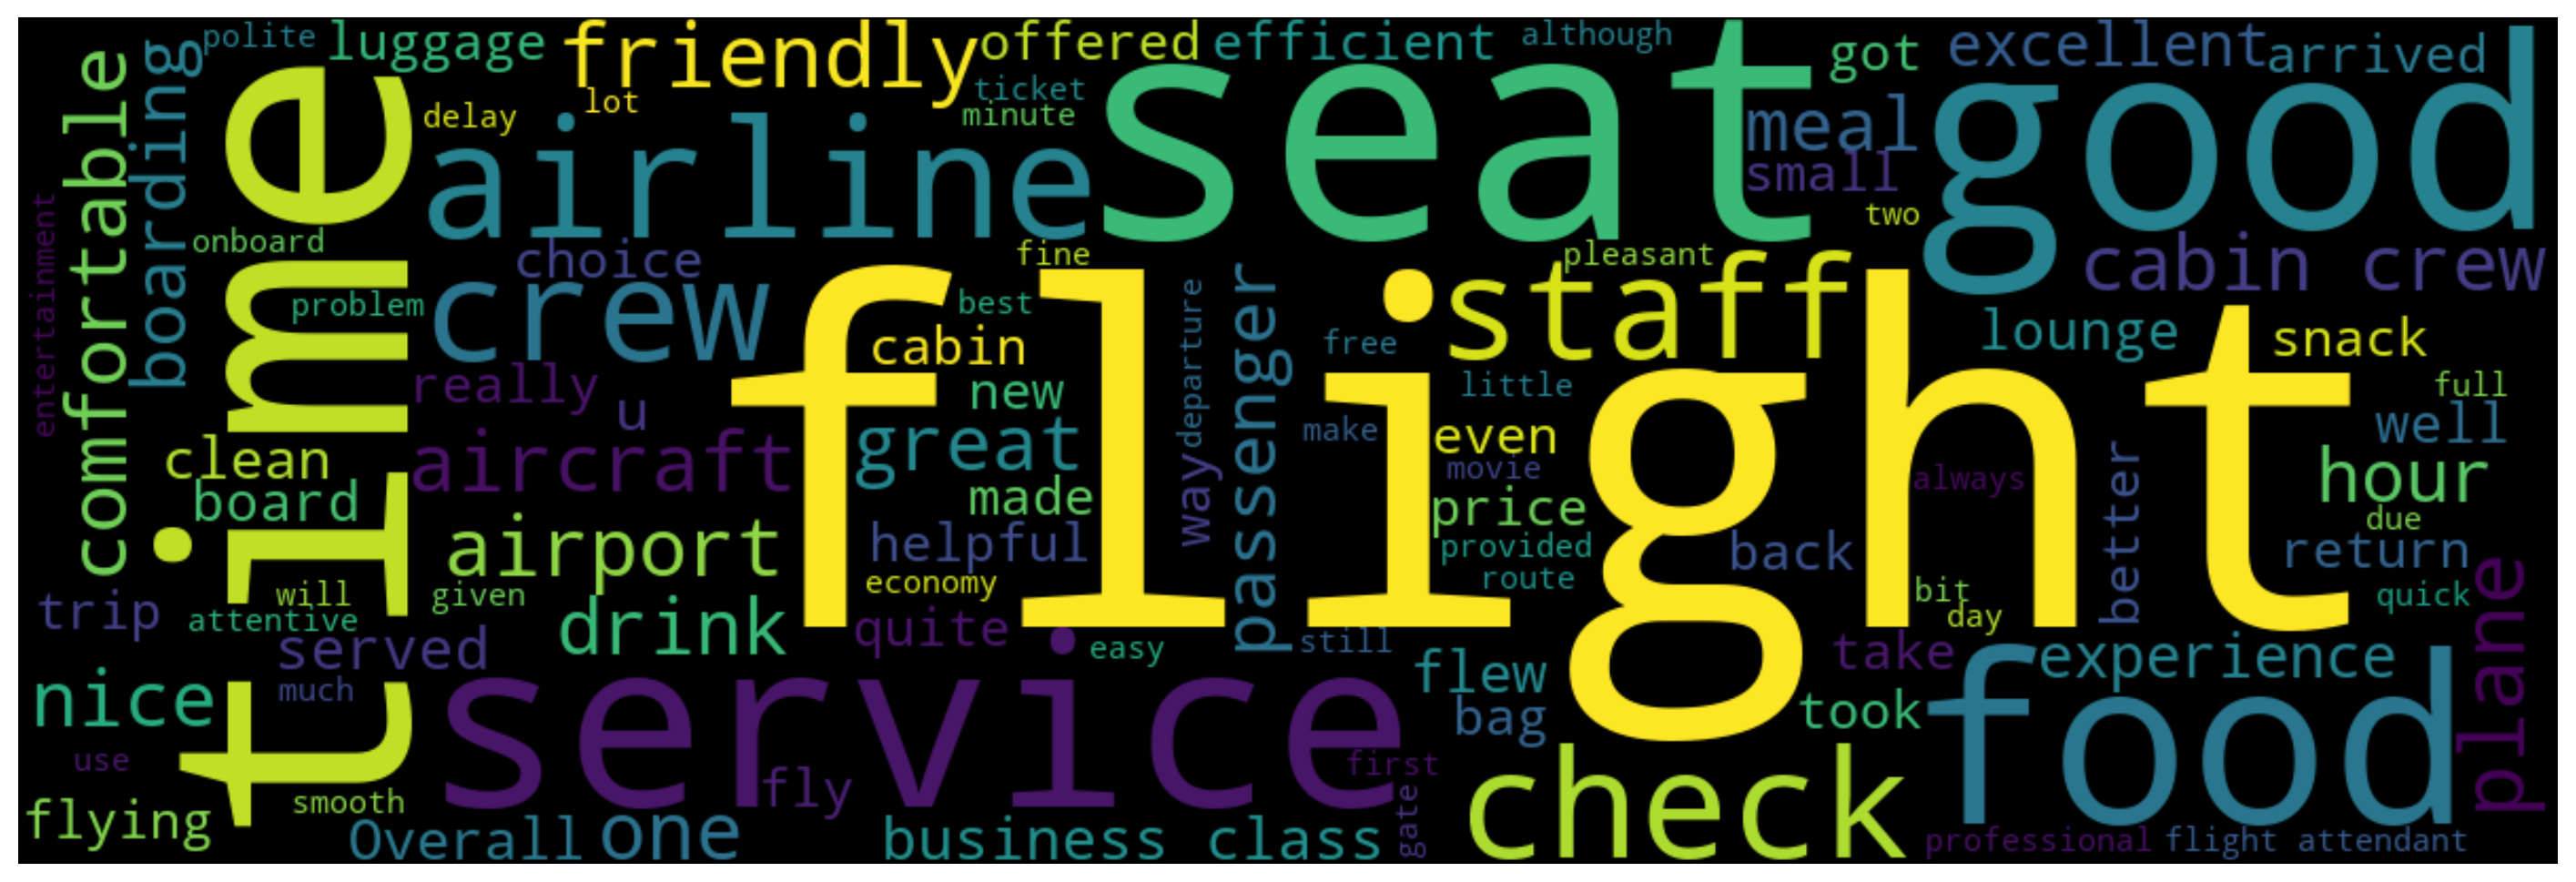 polite
luggage
friendly
offered
efficient
although
got
excellent
arrived
comfortable
boarding
time
delay
lot
ticket
minute
seat
meal
small
two
good
airline
entertainment
onboard
choice
fine
pleasant
cabin crew
problem
crew
flight
best
departure
passenger
free
staff
lounge
snack
cabin
really
u
new
little
full
well
clean
aircraft
great
way
make
even
movie
always
better
hour
board
made
price
due
airport
helpful
provided
back
return
economy
route
bit
quick
day
plane
trip
will
attentive
given
drink
quite
easy
still
served
much
nice
service
flew
bag
take
took
experience
food
use
fly
first
flying
smooth
Overall
one
business class
gate
check
professional
flight attendant